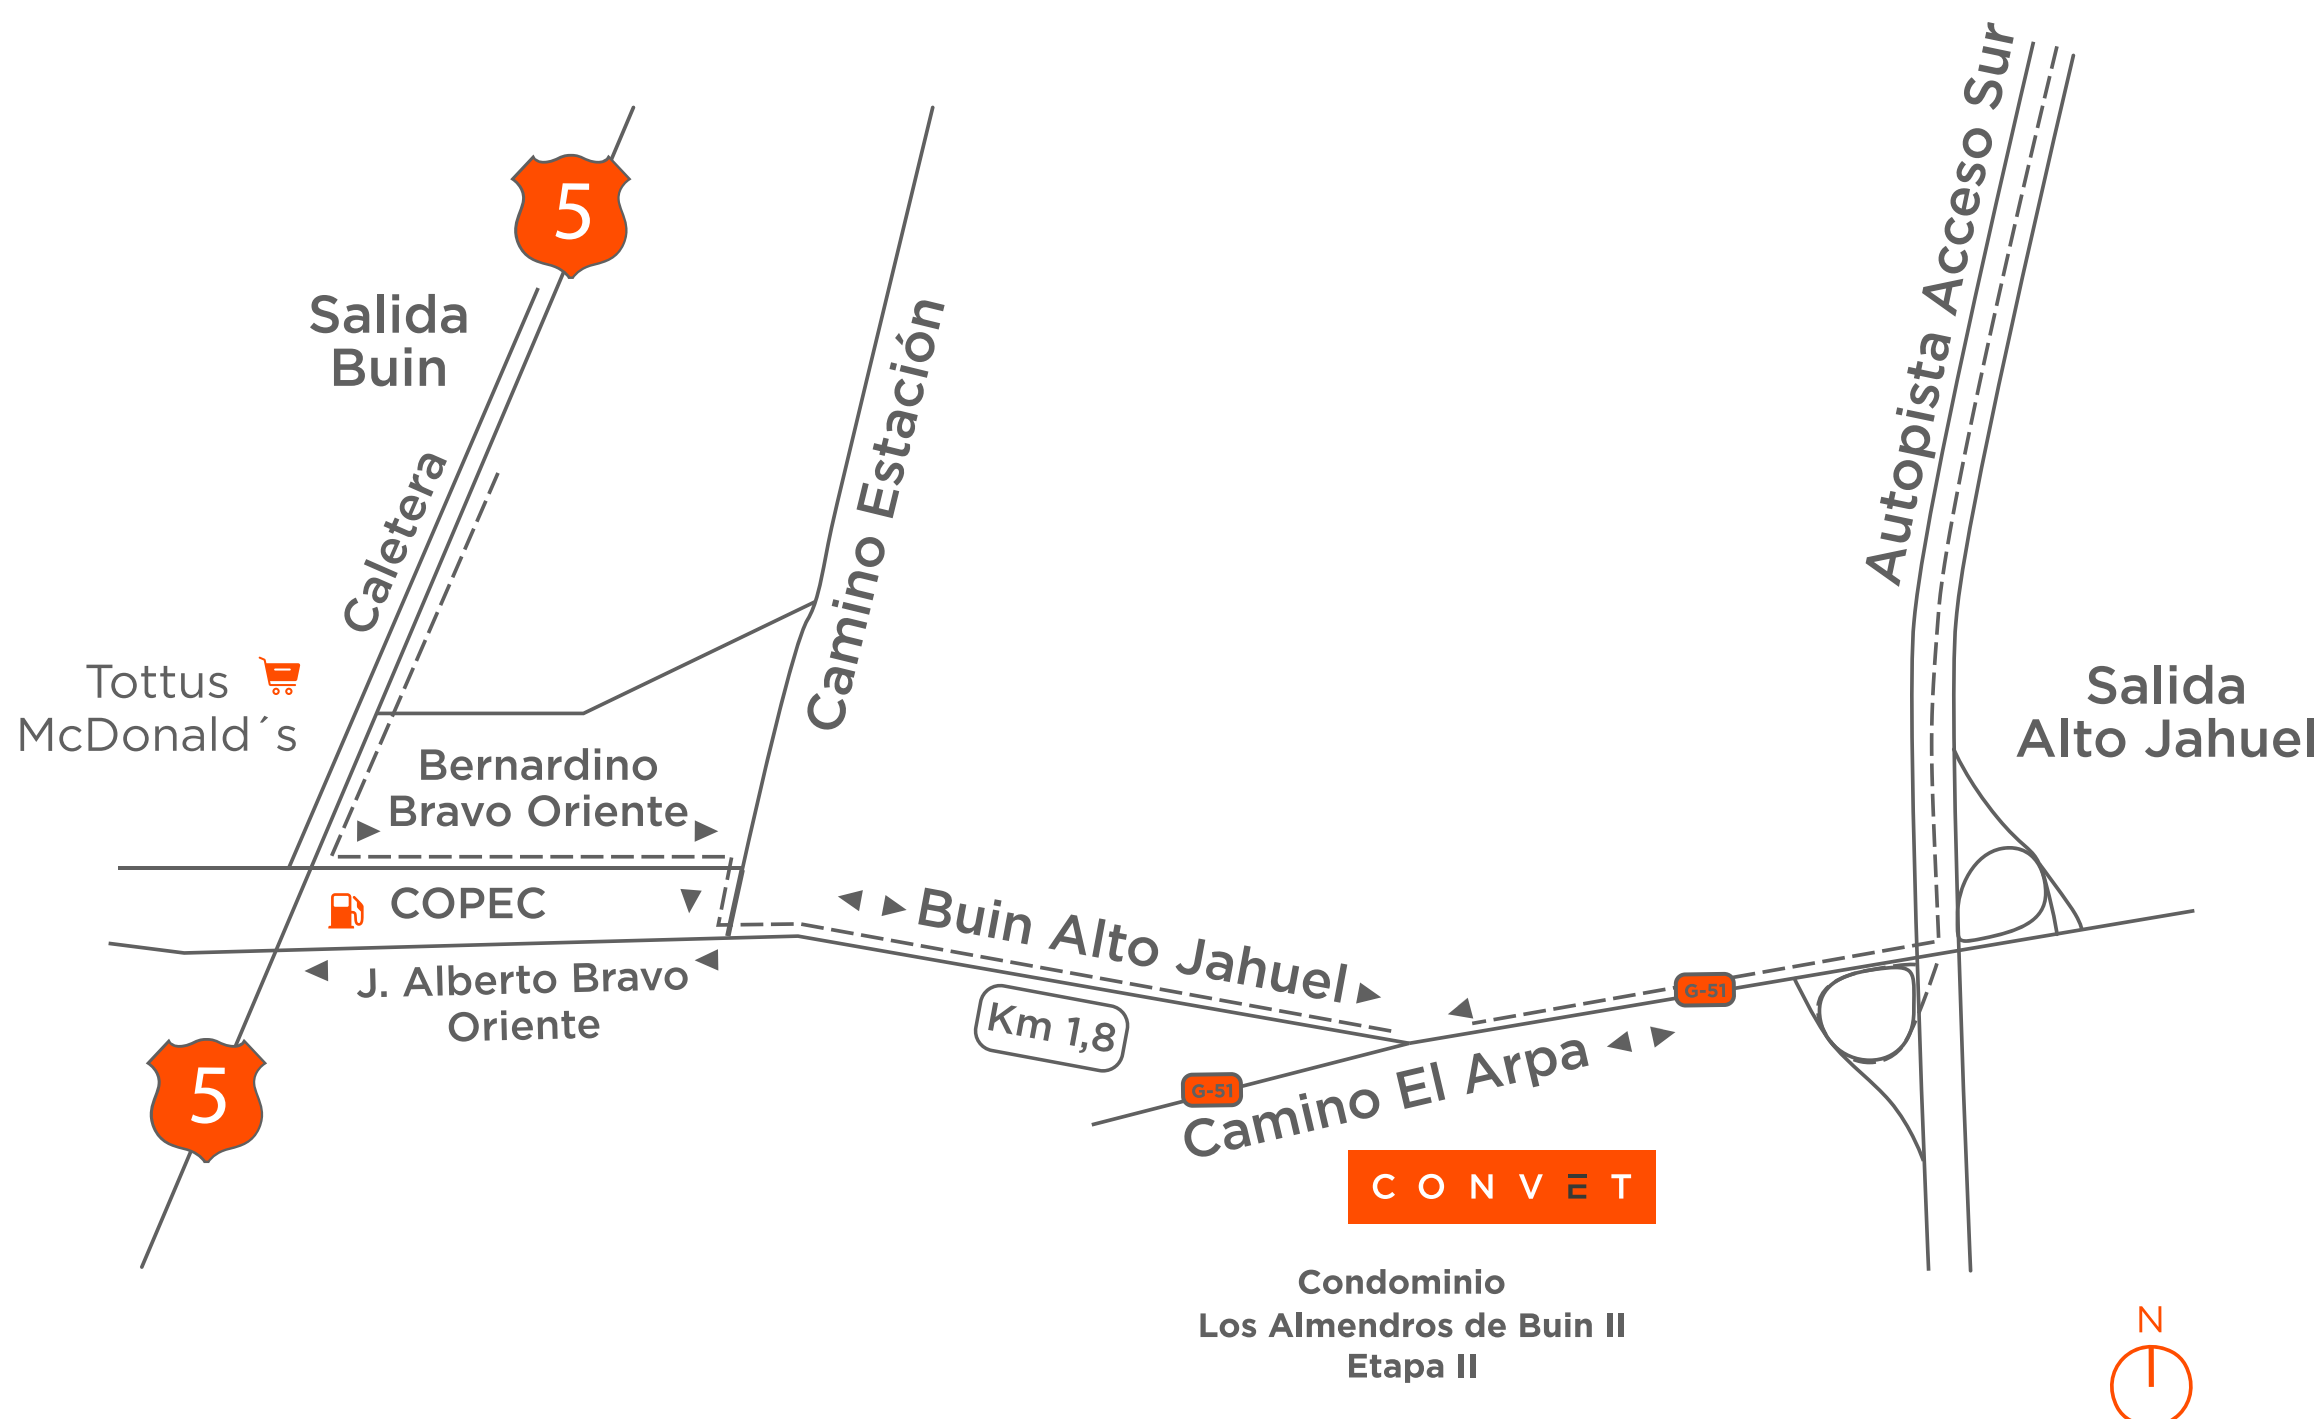 5
Salida
Buin
Caletera
Camino Estación
Autopista Acceso Sur
Tottus
McDonald´s
Salida
Alto Jahuel
Bernardino
Bravo Oriente
COPEC
J. Alberto Bravo
Oriente
Buin Alto Jahuel
Km 1,8
G-51
G-51
Camino El Arpa
5
CONVET
Condominio
Los Almendros de Buin II
Etapa II
N